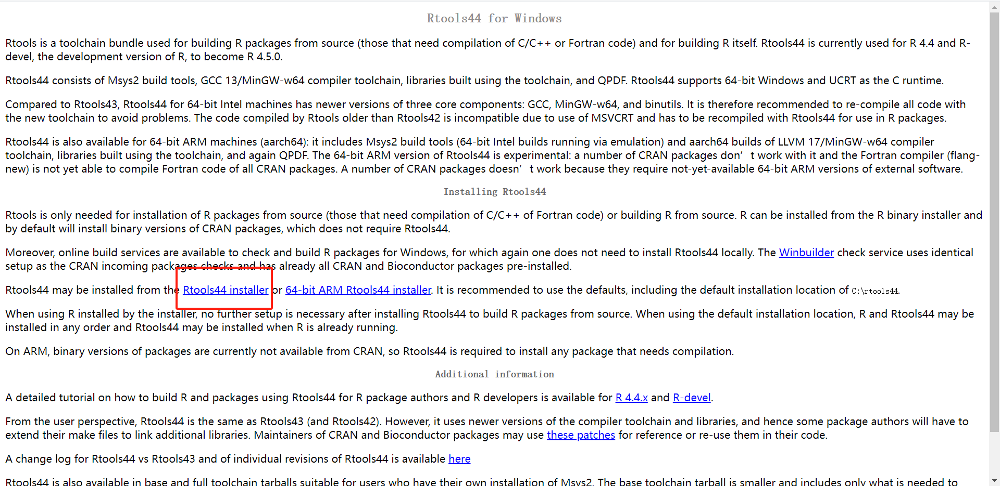 Rtools44 for Windows
Rtools is a toolchain bundle used for building R packages from source (those that need compilation of C/C++ or Fortran code) and for building R itself. Rtools44 is currently used for R 4.4 and R-
devel, the development version of R, to become R 4.5.0.
Rtools44 consists of Msys2 build tools, GCC 13/MinGW-w64 compiler toolchain, libraries built using the toolchain, and QPDF. Rtools44 supports 64-bit Windows and UCRT as the C runtime.
Compared to Rtools43, Rtools44 for 64-bit Intel machines has newer versions of three core components: GCC, MinGW-w64, and binutils. It is therefore recommended to re-compile all code with
the new toolchain to avoid problems. The code compiled by Rtools older than Rtools42 is incompatible due to use of MSVCRT and has to be recompiled with Rtools44 for use in R packages.
Rtools44 is also available for 64-bit ARM machines (aarch64): it includes Msys2 build tools (64-bit Intel builds running via emulation) and aarch64 builds of LLVM 17/MinGW-w64 compiler
toolchain, libraries built using the toolchain, and again QPDF. The 64-bit ARM version of Rtools44 is experimental: a number of CRAN packages don’t work with it and the Fortran compiler (flang-
new) is not yet able to compile Fortran code of all CRAN packages. A number of CRAN packages doesn’t work because they require not-yet-available 64-bit ARM versions of external software.
Installing Rtools44
Rtools is only needed for installation of R packages from source (those that need compilation of C/C++ of Fortran code) or building R from source. R can be installed from the R binary installer and
by default will install binary versions of CRAN packages, which does not require Rtools44.
Moreover, online build services are available to check and build R packages for Windows, for which again one does not need to install Rtools44 locally. The Winbuilder check service uses identical
setup as the CRAN incoming packages checks and has already all CRAN and Bioconductor packages pre-installed.
Rtools44 may be installed from the Rtools44 installer or 64-bit ARM Rtools44 installer. It is recommended to use the defaults, including the default installation location of C:\rtools44.
When using R installed by the installer, no further setup is necessary after installing Rtools44 to build R packages from source. When using the default installation location, R and Rtools44 may be
installed in any order and Rtools44 may be installed when R is already running.
On ARM, binary versions of packages are currently not available from CRAN, so Rtools44 is required to install any package that needs compilation.
Additional information
A detailed tutorial on how to build R and packages using Rtools44 for R package authors and R developers is available for R 4.4.x and R-devel.
From the user perspective, Rtools44 is the same as Rtools43 (and Rtools42). However, it uses newer versions of the compiler toolchain and libraries, and hence some package authors will have to
extend their make files to link additional libraries. Maintainers of CRAN and Bioconductor packages may use these patches for reference or re-use them in their code.
A change log for Rtools44 vs Rtools43 and of individual revisions of Rtools44 is available here
Rtools44 is also available in base and full toolchain tarballs suitable for users who have their own installation of Msys2. The base toolchain tarball is smaller and includes only what is needed to